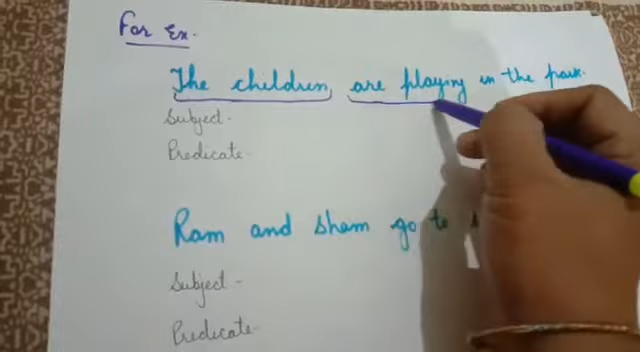 For Ex.
The children are playing in the park.
Subject -
Predicate -
Ram and Sham go to
Subject -
Predicate -